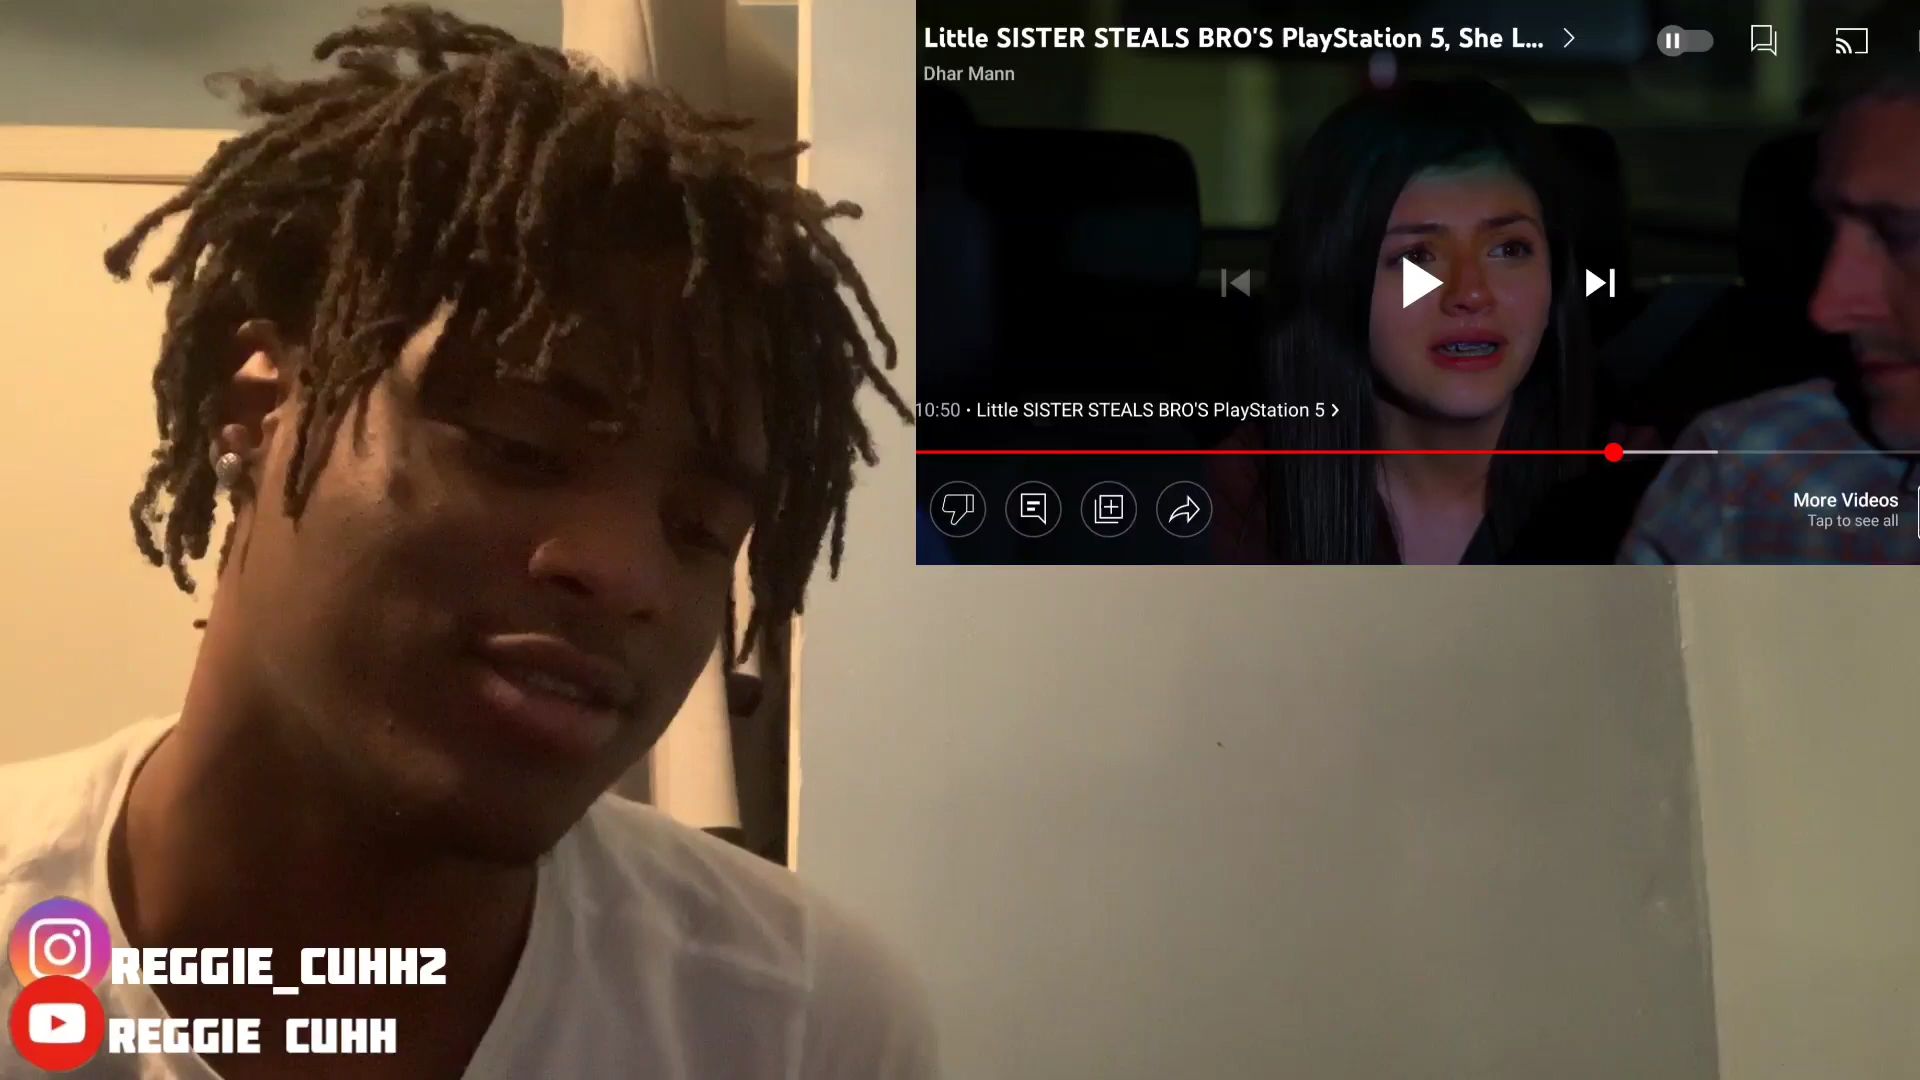 Little SISTER STEALS BRO'S PlayStation 5, She L...
Dhar Mann
10:50 • Little SISTER STEALS BRO'S PlayStation 5
More Videos
Tap to see all
REGGIE_CUHHZ
REGGIE CUHH